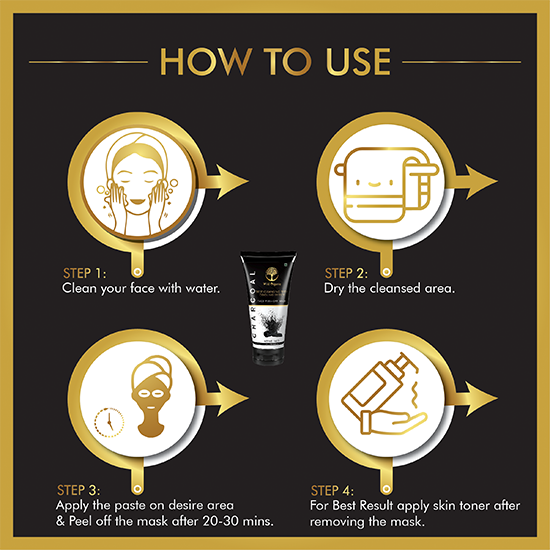 HOW TO USE
STEP 1:
Clean your face with water.
STEP 2:
Dry the cleansed area.
CHARCOAL
STEP 3:
Apply the paste on desire area
& Peel off the mask after 20-30 mins.
STEP 4:
For Best Result apply skin toner after
removing the mask.